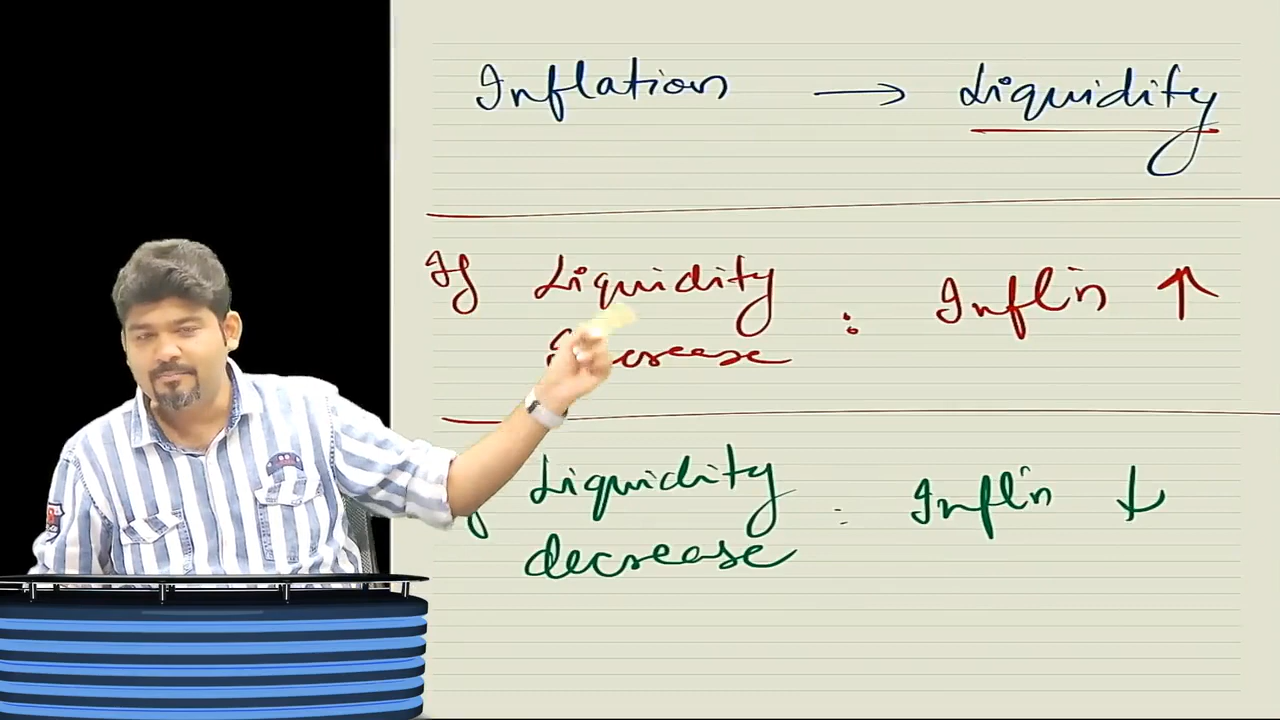 Inflation → Liquidity
If Liquidity : Infl'n ↑
Liquidity : Infl'n ↓
decrease